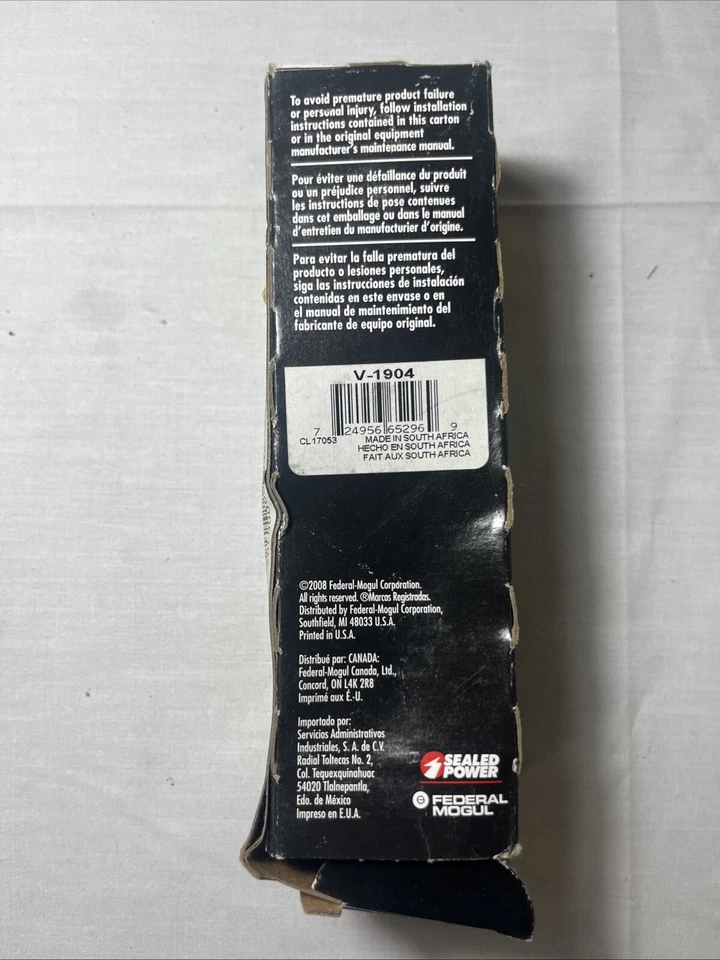 To avoid premature product failure
or personal injury, follow installation
instructions contained in this carton
or in the original equipment
manufacturer's maintenance manual.
Pour éviter une défaillance du produit
ou un préjudice personnel, suivre
les instructions de pose contenues
dans cet emballage ou dans le manual
d'entretien du manufacturier d'origine.
Para evitar la falla prematura del
producto o lesiones personales,
siga las instrucciones de instalación
contenidas en este envase o en
el manual de maintenimiento del
fabricante de equipo original.
V-1904
7 24956 65296 9
CL17053 MADE IN SOUTH AFRICA
HECHO EN SOUTH AFRICA
FAIT AUX SOUTH AFRICA
©2008 Federal-Mogul Corporation.
All rights reserved. ®Marcas Registradas.
Distributed by Federal-Mogul Corporation,
Southfield, MI 48033 U.S.A.
Printed in U.S.A.
Distribué par: CANADA:
Federal-Mogul Canada, Ltd.,
Concord, ON L4K 2R8
Imprimé aux É.-U.
Importado por:
Servicios Administrativos
Industriales, S. A. de C.V.
Radial Toltecas No. 2,
Col. Tequexquinahuac
54020 Tlalnepantla,
Edo. de México
Impreso en E.U.A.
SEALED
POWER
FEDERAL
MOGUL